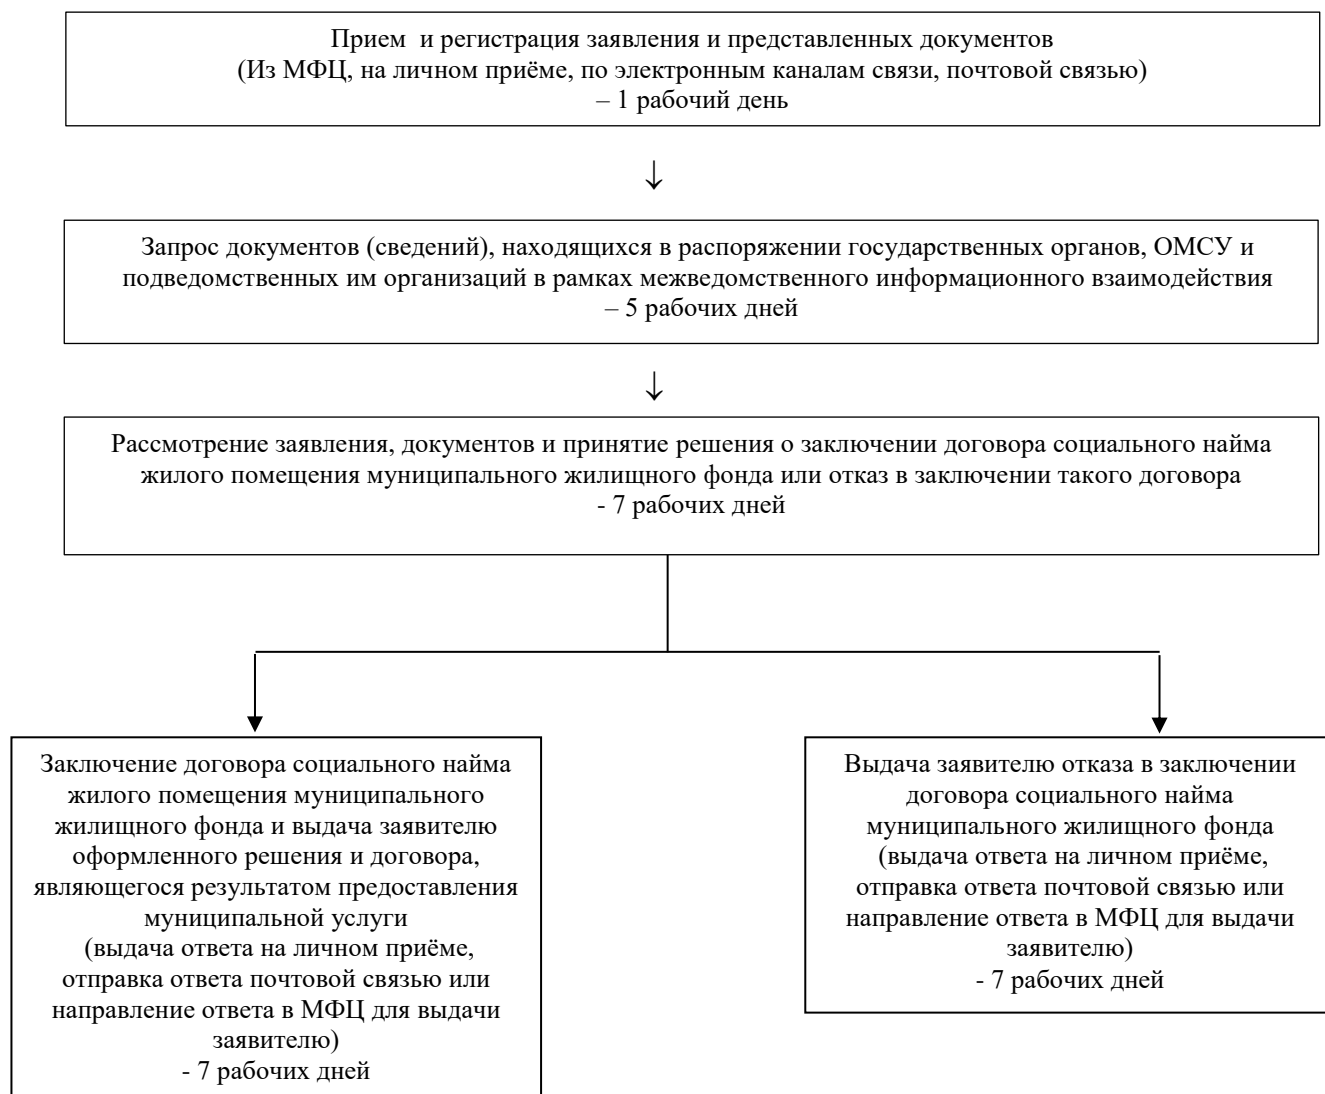 Прием  и регистрация заявления и представленных документов
(Из МФЦ, на личном приёме, по электронным каналам связи, почтовой связью)
– 1 рабочий день
Запрос документов (сведений), находящихся в распоряжении государственных органов, ОМСУ и
подведомственных им организаций в рамках межведомственного информационного взаимодействия
– 5 рабочих дней
Рассмотрение заявления, документов и принятие решения о заключении договора социального найма
жилого помещения муниципального жилищного фонда или отказ в заключении такого договора
- 7 рабочих дней
Заключение договора социального найма
жилого помещения муниципального
жилищного фонда и выдача заявителю
оформленного решения и договора,
являющегося результатом предоставления
муниципальной услуги
(выдача ответа на личном приёме,
отправка ответа почтовой связью или
направление ответа в МФЦ для выдачи
заявителю)
- 7 рабочих дней
Выдача заявителю отказа в заключении
договора социального найма
муниципального жилищного фонда
(выдача ответа на личном приёме,
отправка ответа почтовой связью или
направление ответа в МФЦ для выдачи
заявителю)
- 7 рабочих дней